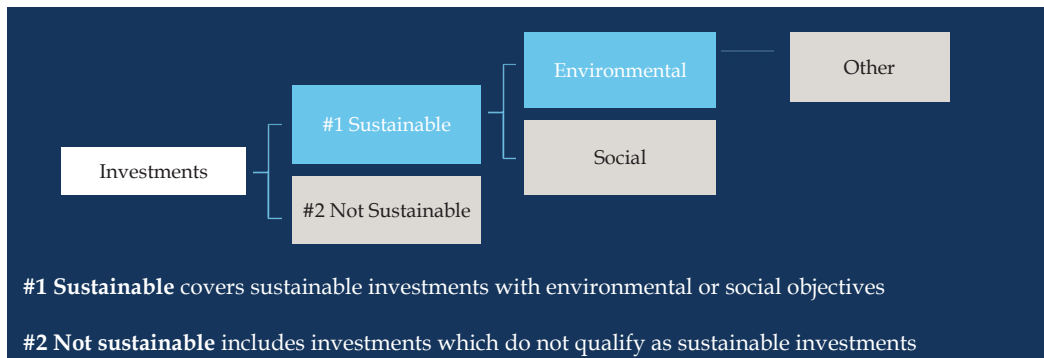 Environmental
Other
#1 Sustainable
Social
Investments
#2 Not Sustainable
#1 Sustainable covers sustainable investments with environmental or social objectives
#2 Not sustainable includes investments which do not qualify as sustainable investments